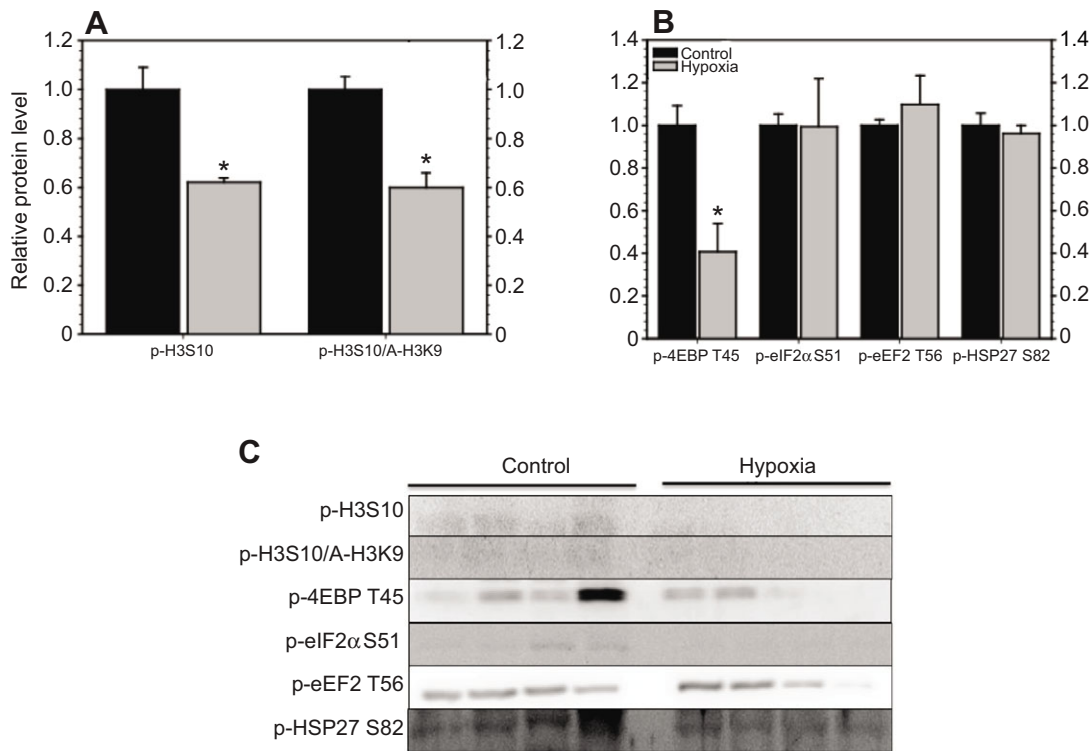 A
B
Relative protein level
1.2
1.0
0.8
0.6
0.4
0.2
0
1.2
1.0
0.8
0.6
0.4
0.2
0
*
*
p-H3S10
p-H3S10/A-H3K9
1.4
1.2
1.0
0.8
0.6
0.4
0.2
0
1.4
1.2
1.0
0.8
0.6
0.4
0.2
0
Control
Hypoxia
*
p-4EBP T45
p-eIF2αS51
p-eEF2 T56
p-HSP27 S82
C
Control
Hypoxia
p-H3S10
p-H3S10/A-H3K9
p-4EBP T45
p-eIF2αS51
p-eEF2 T56
p-HSP27 S82